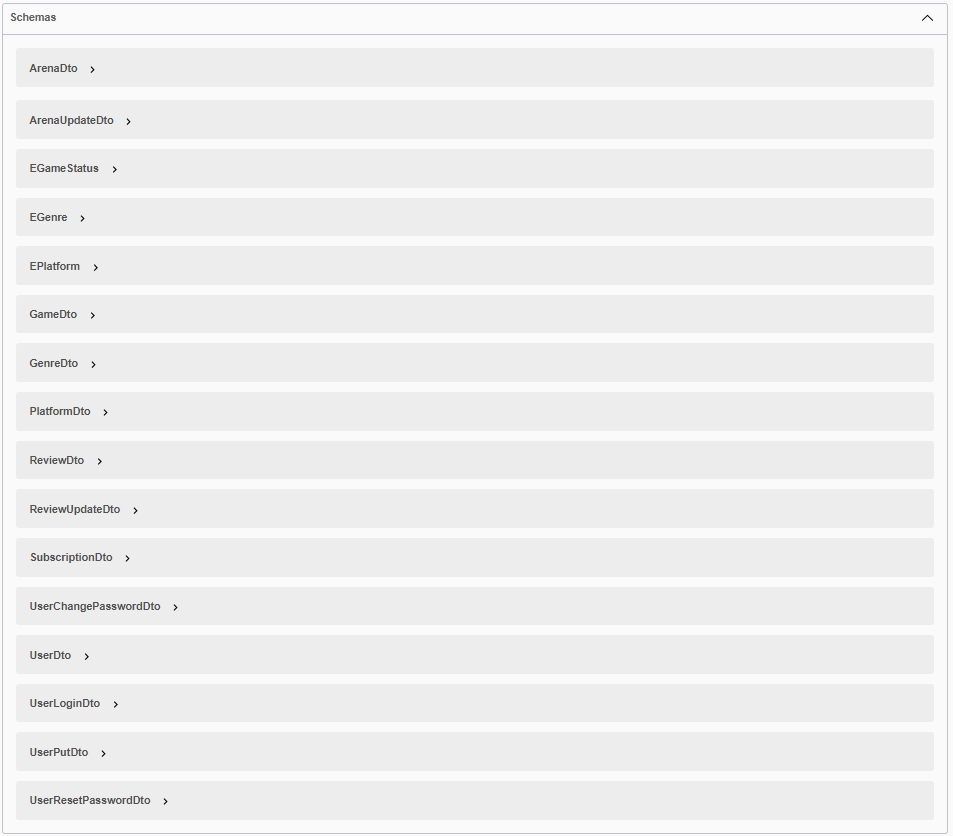 Schemas
ArenaDto
ArenaUpdateDto
EGameStatus
EGenre
EPlatform
GameDto
GenreDto
PlatformDto
ReviewDto
ReviewUpdateDto
SubscriptionDto
UserChangePasswordDto
UserDto
UserLoginDto
UserPutDto
UserResetPasswordDto